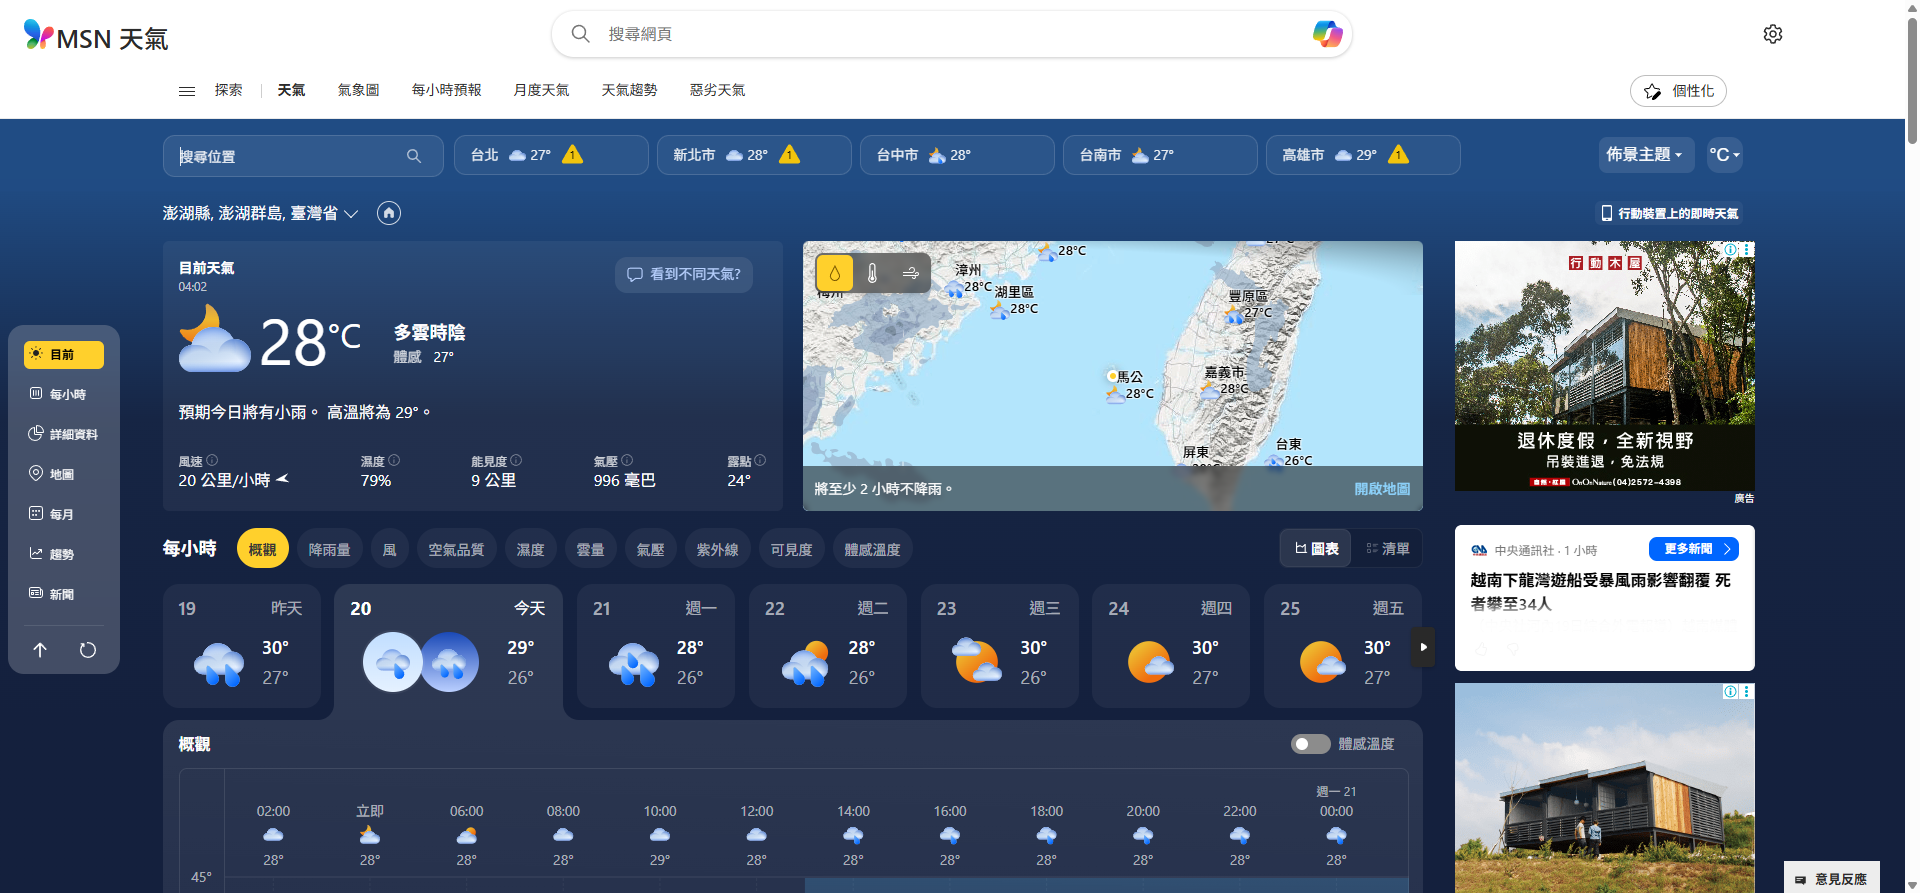 MSN 天氣
搜尋網頁
探索
天氣
氣象圖
每小時預報
月度天氣
天氣趨勢
惡劣天氣
個性化
搜尋位置
台北 27° 1
新北市 28° 1
台中市 28°
台南市 27°
高雄市 29° 1
佈景主題
°C
澎湖縣, 澎湖群島, 臺灣省
行動裝置上的即時天氣
目前天氣
04:02
看到不同天氣?
28°C
多雲時陰
體感 27°
預期今日將有小雨。 高溫將為 29°。
風速
20 公里/小時
濕度
79%
能見度
9 公里
氣壓
996 毫巴
露點
24°
28°C
漳州
28°C
湖里區
28°C
豐原區
27°C
馬公
28°C
嘉義市
28°C
屏東
台東
26°C
將至少 2 小時不降雨。
開啟地圖
行動木屋
退休度假，全新視野
吊裝進退，免法規
OnOnNature (04)2572-4398
廣告
目前
每小時
詳細資料
地圖
每月
趨勢
新聞
每小時
概觀
降雨量
風
空氣品質
濕度
雲量
氣壓
紫外線
可見度
體感溫度
圖表
清單
中央通訊社 · 1 小時
更多新聞
越南下龍灣遊船受暴風雨影響翻覆 死
者攀至34人
19 昨天
30°
27°
20 今天
29°
26°
21 週一
28°
26°
22 週二
28°
26°
23 週三
30°
26°
24 週四
30°
27°
25 週五
30°
27°
概觀
體感溫度
週一 21
02:00 立即 06:00 08:00 10:00 12:00 14:00 16:00 18:00 20:00 22:00 00:00
28° 28° 28° 28° 29° 28° 28° 28° 28° 28° 28° 28°
45°
意見反應